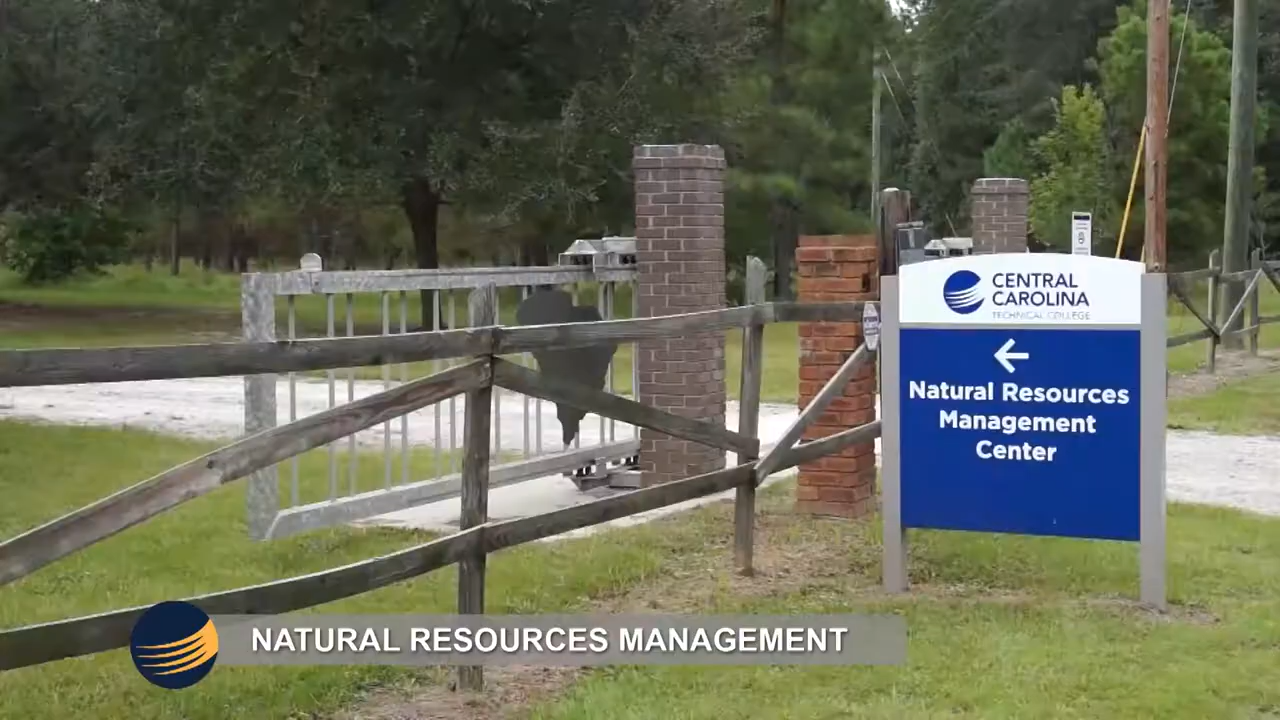 CENTRAL
CAROLINA
TECHNICAL COLLEGE
Natural Resources
Management
Center
NATURAL RESOURCES MANAGEMENT